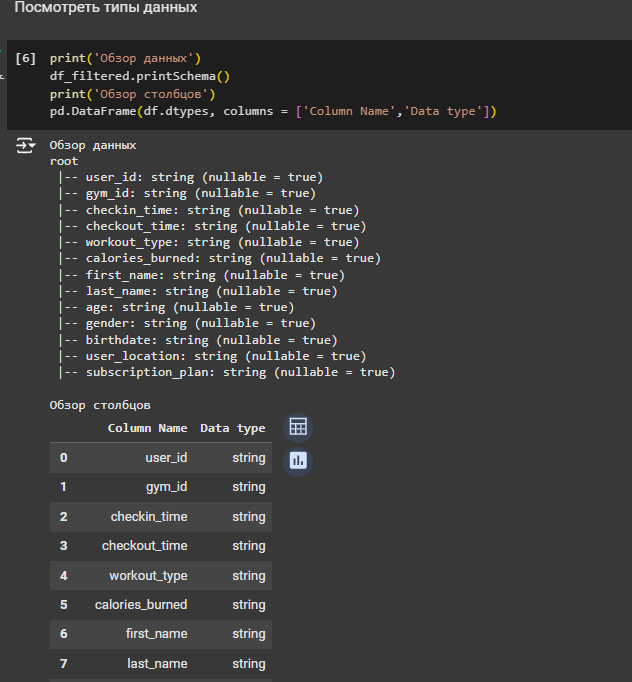 Посмотреть типы данных
[6] print('Обзор данных')
df_filtered.printSchema()
print('Обзор столбцов')
pd.DataFrame(df.dtypes, columns = ['Column Name','Data type'])
Обзор данных
root
 |-- user_id: string (nullable = true)
 |-- gym_id: string (nullable = true)
 |-- checkin_time: string (nullable = true)
 |-- checkout_time: string (nullable = true)
 |-- workout_type: string (nullable = true)
 |-- calories_burned: string (nullable = true)
 |-- first_name: string (nullable = true)
 |-- last_name: string (nullable = true)
 |-- age: string (nullable = true)
 |-- gender: string (nullable = true)
 |-- birthdate: string (nullable = true)
 |-- user_location: string (nullable = true)
 |-- subscription_plan: string (nullable = true)
Обзор столбцов
Column Name Data type
0 user_id string
1 gym_id string
2 checkin_time string
3 checkout_time string
4 workout_type string
5 calories_burned string
6 first_name string
7 last_name string